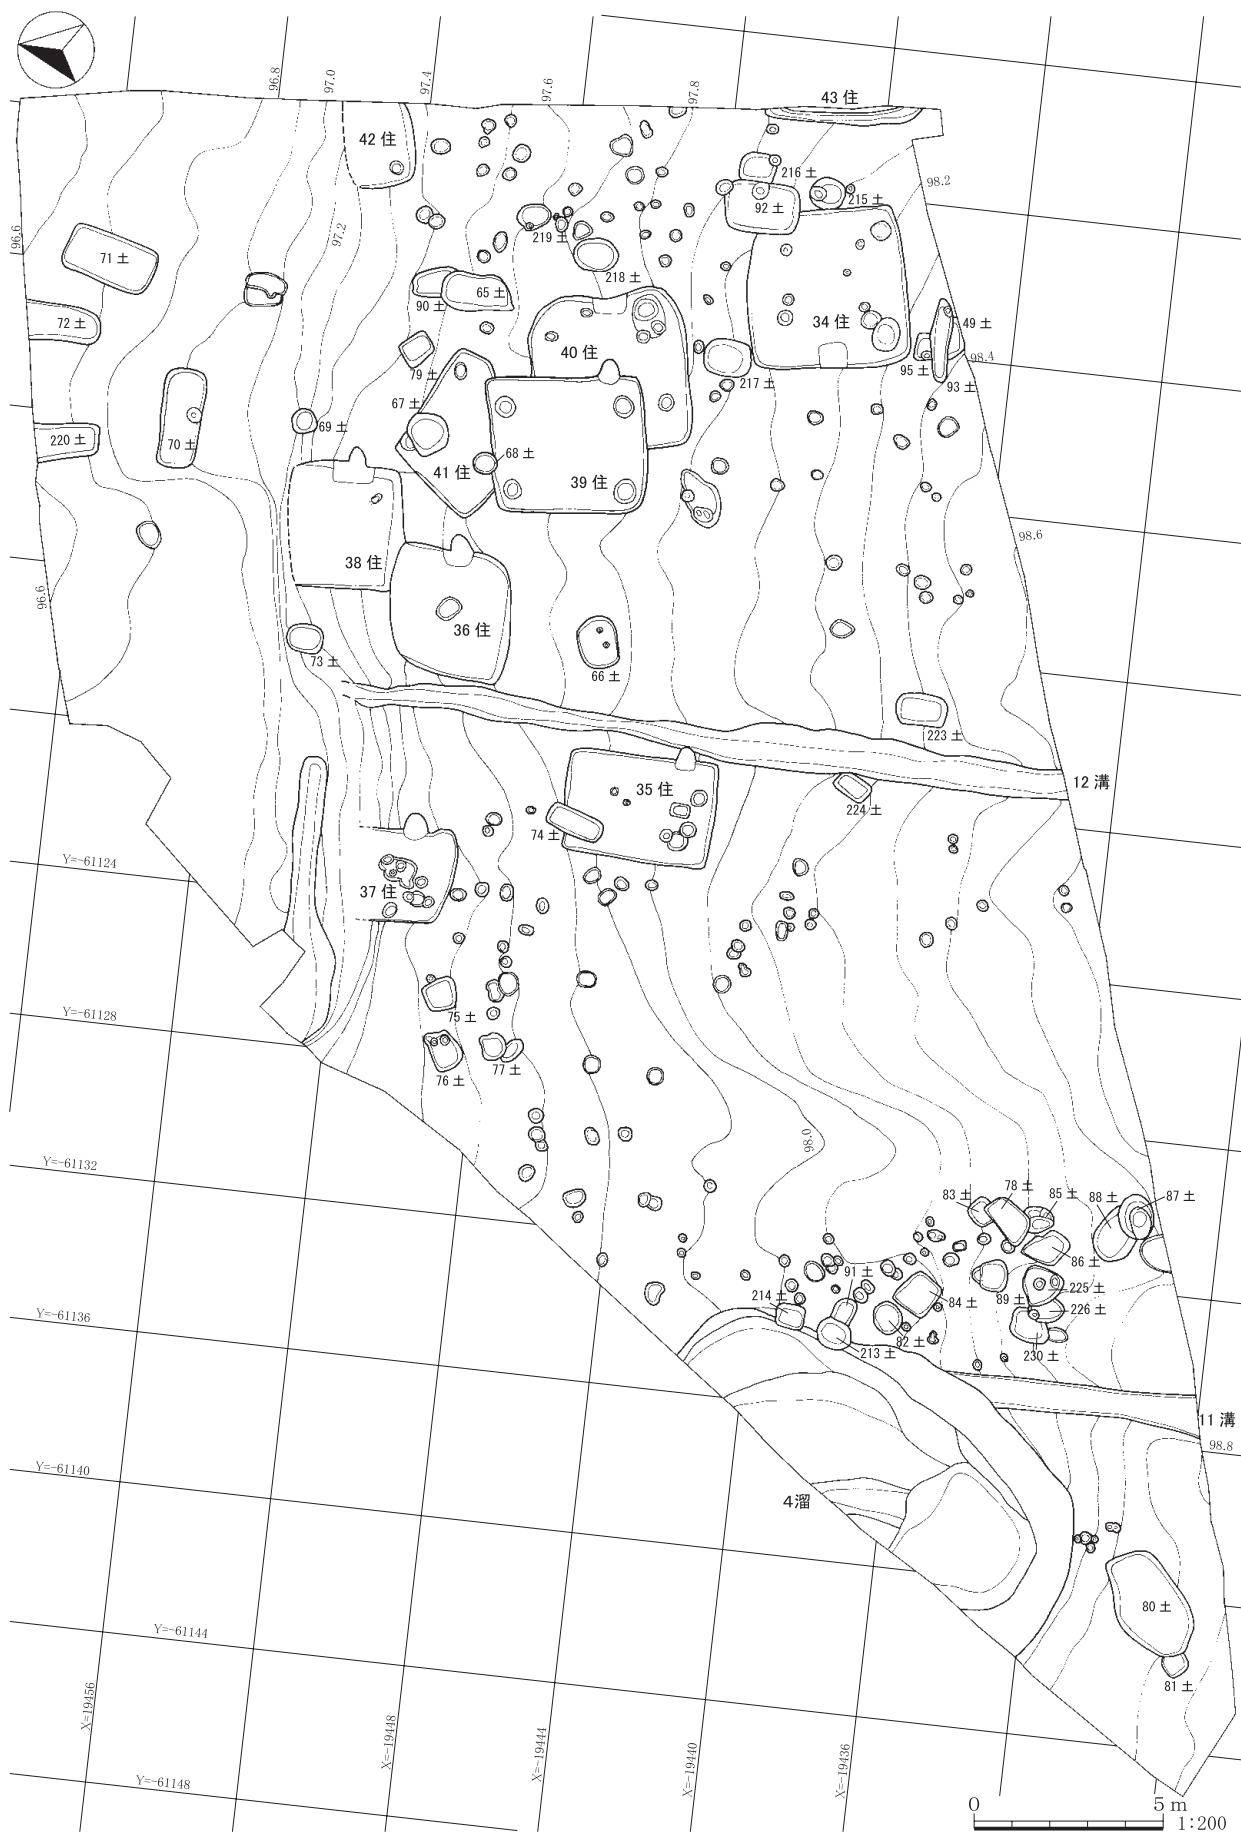 43 住
96.8
97.0
97.4
97.6
97.8
42 住
216 土
98.2
92 土
215 土
96.6
97.2
219 土
71 土
218 土
90 土
65 土
72 土
34 住
49 土
40 住
98.4
95 土
79 土
217 土
93 土
67 土
69 土
220 土
70 土
68 土
41 住
39 住
98.6
38 住
96.6
36 住
73 土
66 土
223 土
12 溝
35 住
224 土
74 土
Y=-61124
37 住
Y=-61128
75 土
76 土
77 土
98.0
Y=-61132
83 土
78 土
85 土
88 土
87 土
86 土
91 土
214 土
84 土
89 土
225 土
226 土
Y=-61136
82 土
213 土
230 土
11 溝
98.8
Y=-61140
4溜
80 土
Y=-61144
81 土
X=19456
X=-19448
X=-19444
X=-19440
X=-19436
Y=-61148
0 5 m
1:200